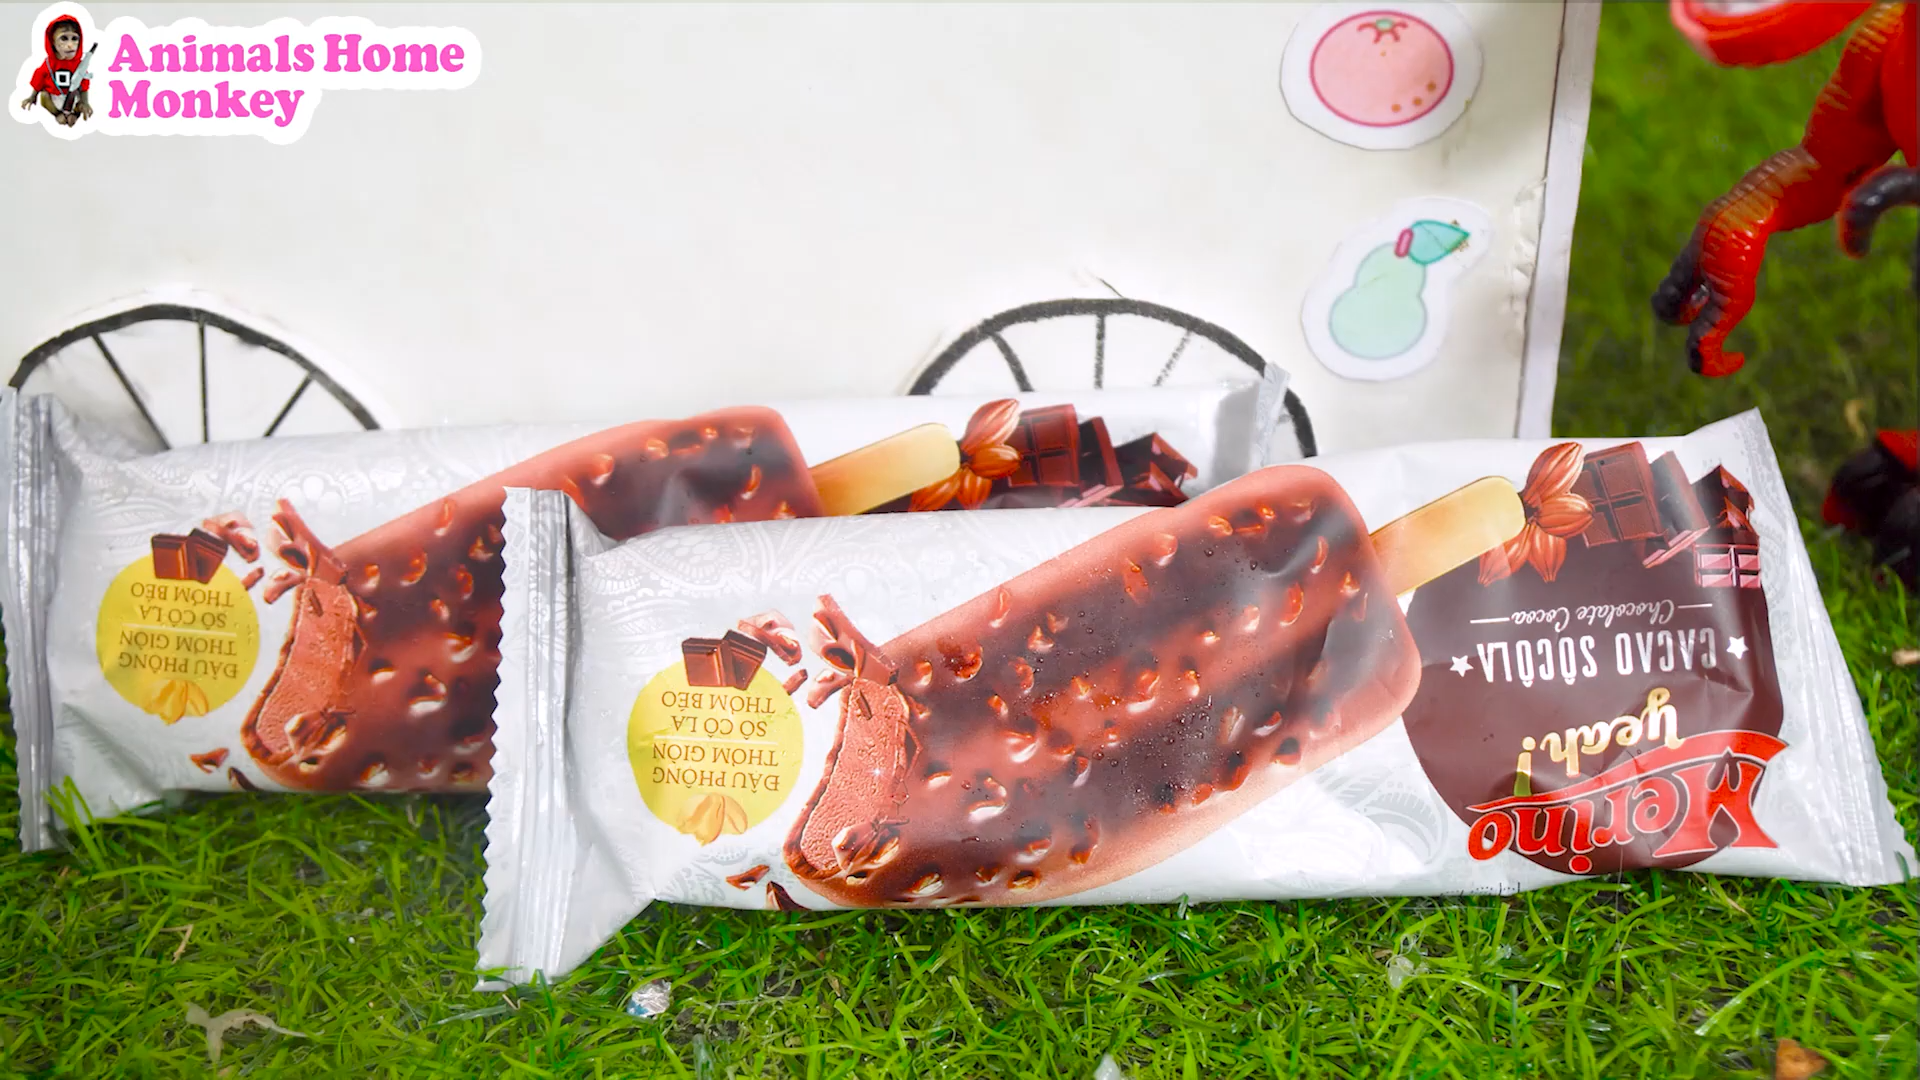 Animals Home
Monkey
ĐẬU PHỘNG
THƠM GIÒN
SÔ CÔ LA
THƠM BÉO
ĐẬU PHỘNG
THƠM GIÒN
SÔ CÔ LA
THƠM BÉO
Merino
yeah!
CACAO SÔCÔLA
Chocolate Cocoa